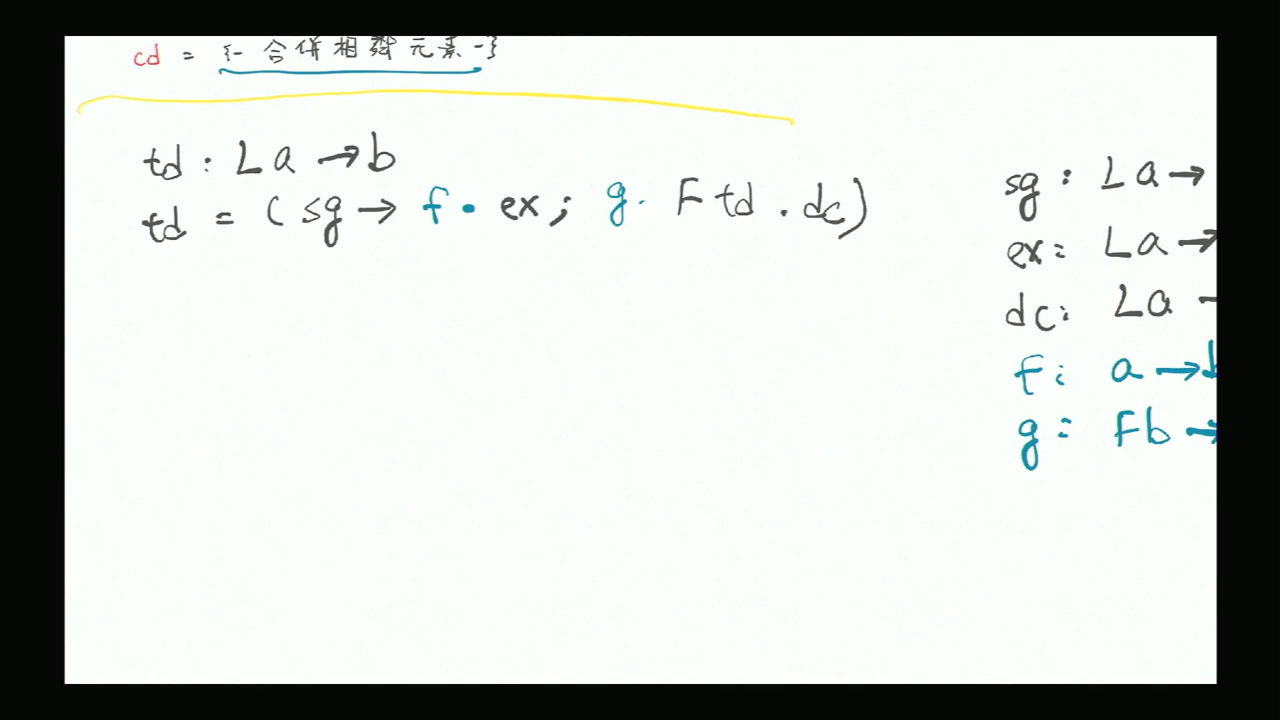 cd = {- 合併相鄰元素 -}
td : La → b
td = ( sg → f · ex ; g · F td . dc )
sg : La →
ex : La →
dc : La -
f : a → b
g : Fb →